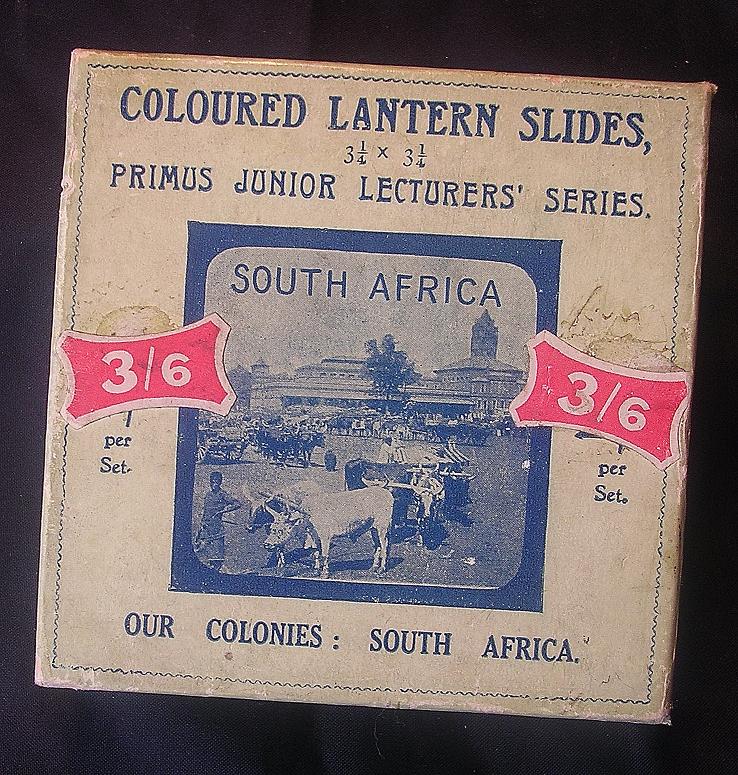 COLOURED LANTERN SLIDES,
3¼ × 3¼
PRIMUS JUNIOR LECTURERS' SERIES.
SOUTH AFRICA
3/6
per
Set.
3/6
per
Set.
OUR COLONIES: SOUTH AFRICA.